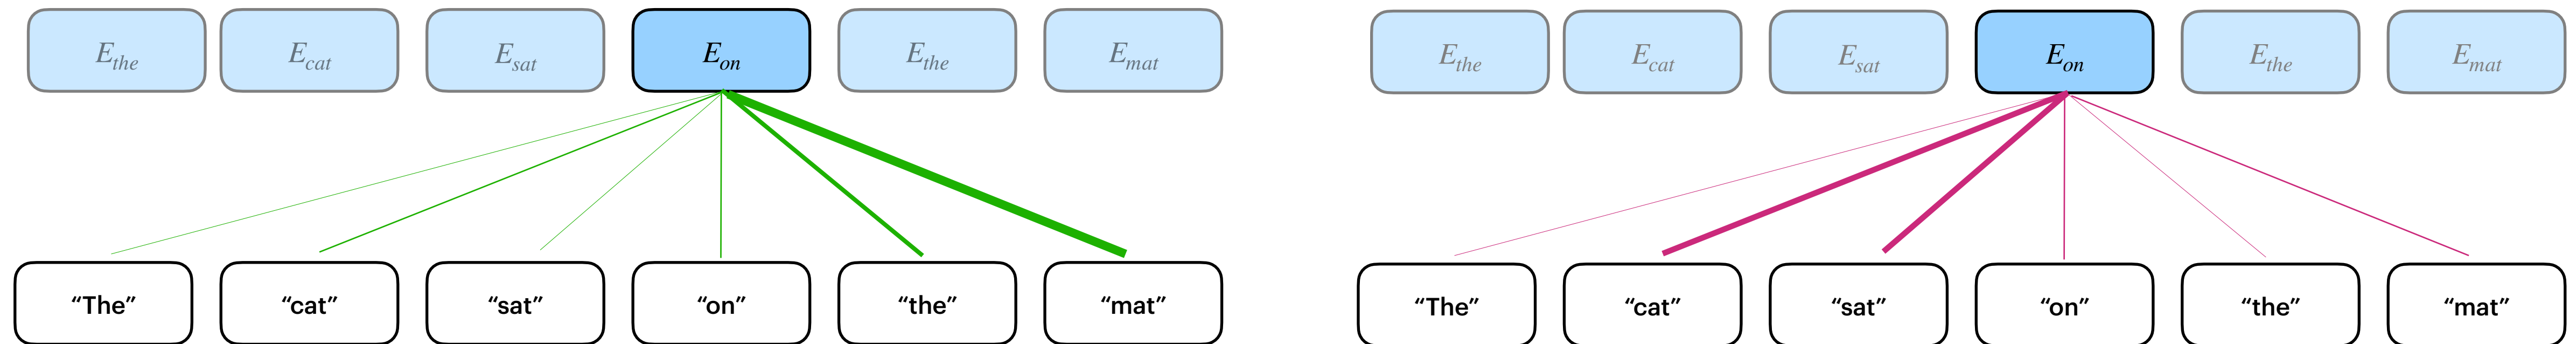 E_the E_cat E_sat E_on E_the E_mat E_the E_cat E_sat E_on E_the E_mat
“The” “cat” “sat” “on” “the” “mat” “The” “cat” “sat” “on” “the” “mat”